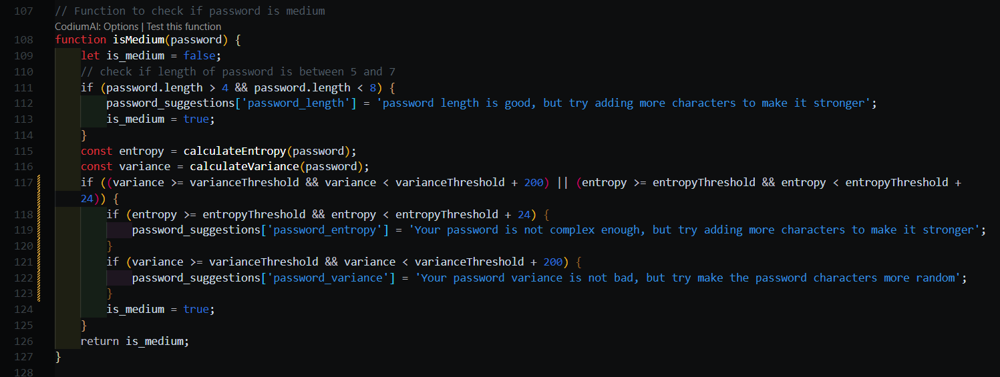 107 // Function to check if password is medium
CodiumAI: Options | Test this function
108 function isMedium(password) {
109     let is_medium = false;
110     // check if length of password is between 5 and 7
111     if (password.length > 4 && password.length < 8) {
112         password_suggestions['password_length'] = 'password length is good, but try adding more characters to make it stronger';
113         is_medium = true;
114     }
115     const entropy = calculateEntropy(password);
116     const variance = calculateVariance(password);
117     if ((variance >= varianceThreshold && variance < varianceThreshold + 200) || (entropy >= entropyThreshold && entropy < entropyThreshold +
    24)) {
118         if (entropy >= entropyThreshold && entropy < entropyThreshold + 24) {
119             password_suggestions['password_entropy'] = 'Your password is not complex enough, but try adding more characters to make it stronger';
120         }
121         if (variance >= varianceThreshold && variance < varianceThreshold + 200) {
122             password_suggestions['password_variance'] = 'Your password variance is not bad, but try make the password characters more random';
123         }
124         is_medium = true;
125     }
126     return is_medium;
127 }
128